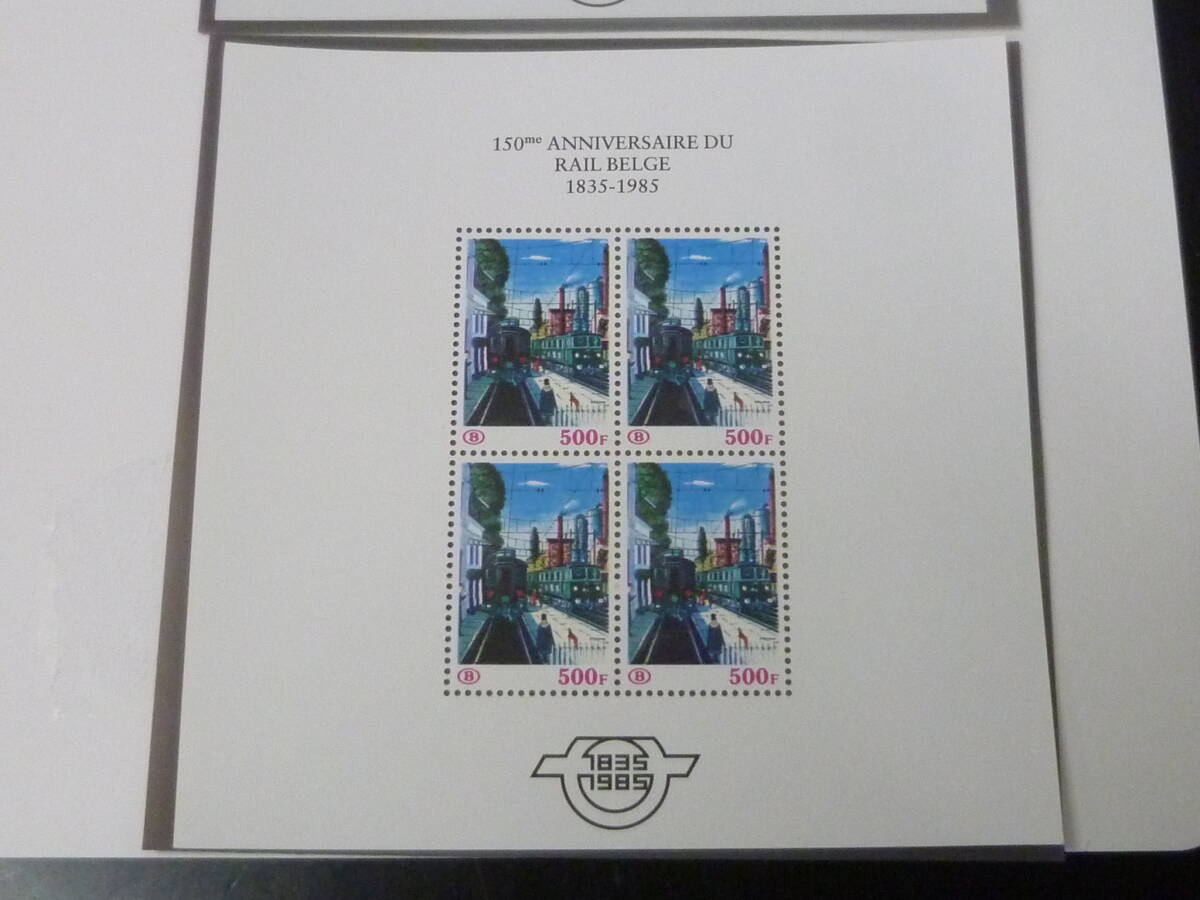 150me ANNIVERSAIRE DU
RAIL BELGE
1835-1985
B 500F B 500F
B 500F B 500F
1835
1985